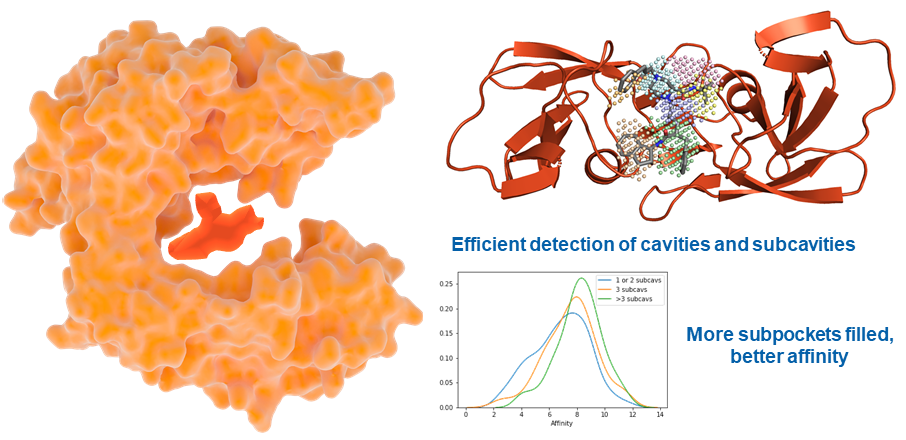 Efficient detection of cavities and subcavities
1 or 2 subcavs
3 subcavs
>3 subcavs
0.25
0.20
0.15
0.10
0.05
0.00
0 2 4 6 8 10 12 14
Affinity
More subpockets filled,
better affinity